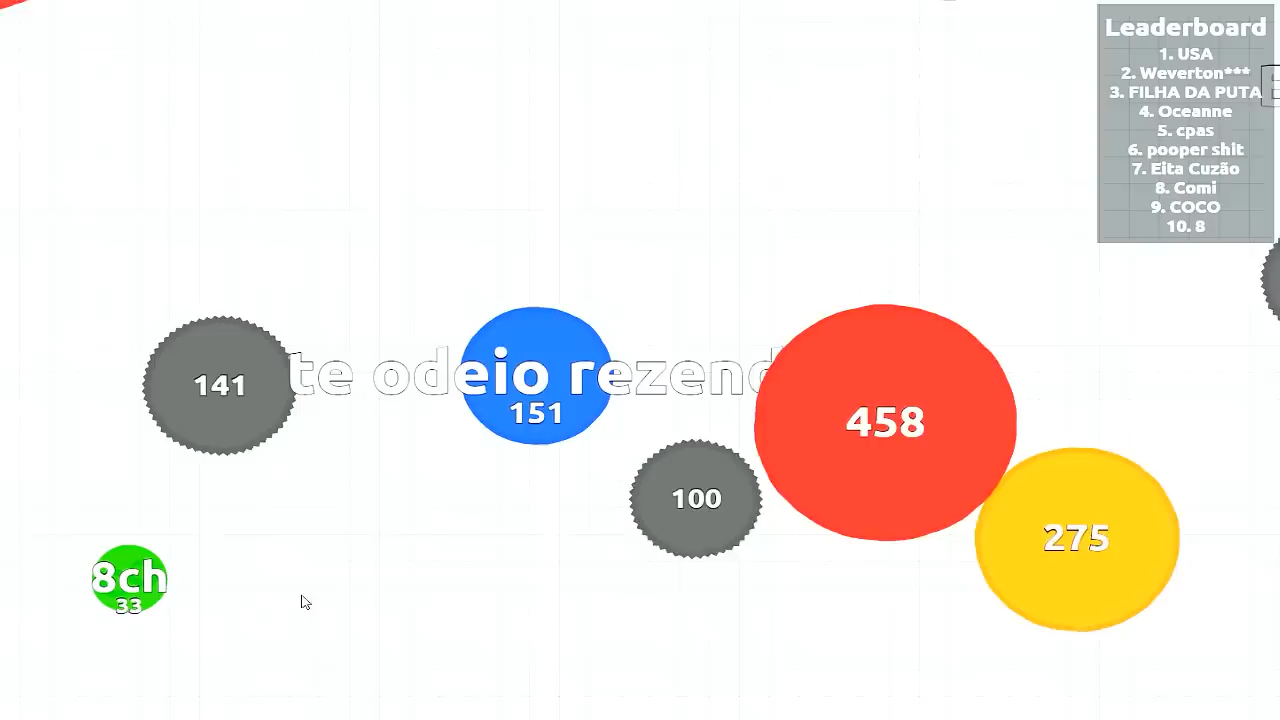 Leaderboard
1. USA
2. Weverton***
3. FILHA DA PUTA
4. Oceanne
5. cpas
6. pooper shit
7. Eita Cuzão
8. Comi
9. COCO
10. 8
te odeio rezend
141
151
458
100
275
8ch
33